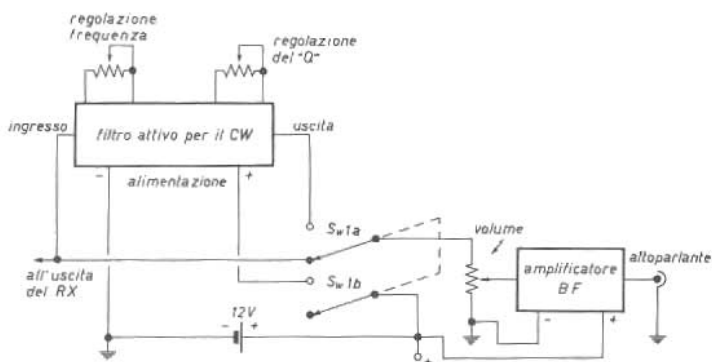 regolazione
frequenza
regolazione
del "Q"
ingresso
filtro attivo per il CW
uscita
-
alimentazione
+
Sw1a
volume
altoparlante
all'uscita
del RX
Sw1b
amplificatore
BF
12V
- +
- +
+